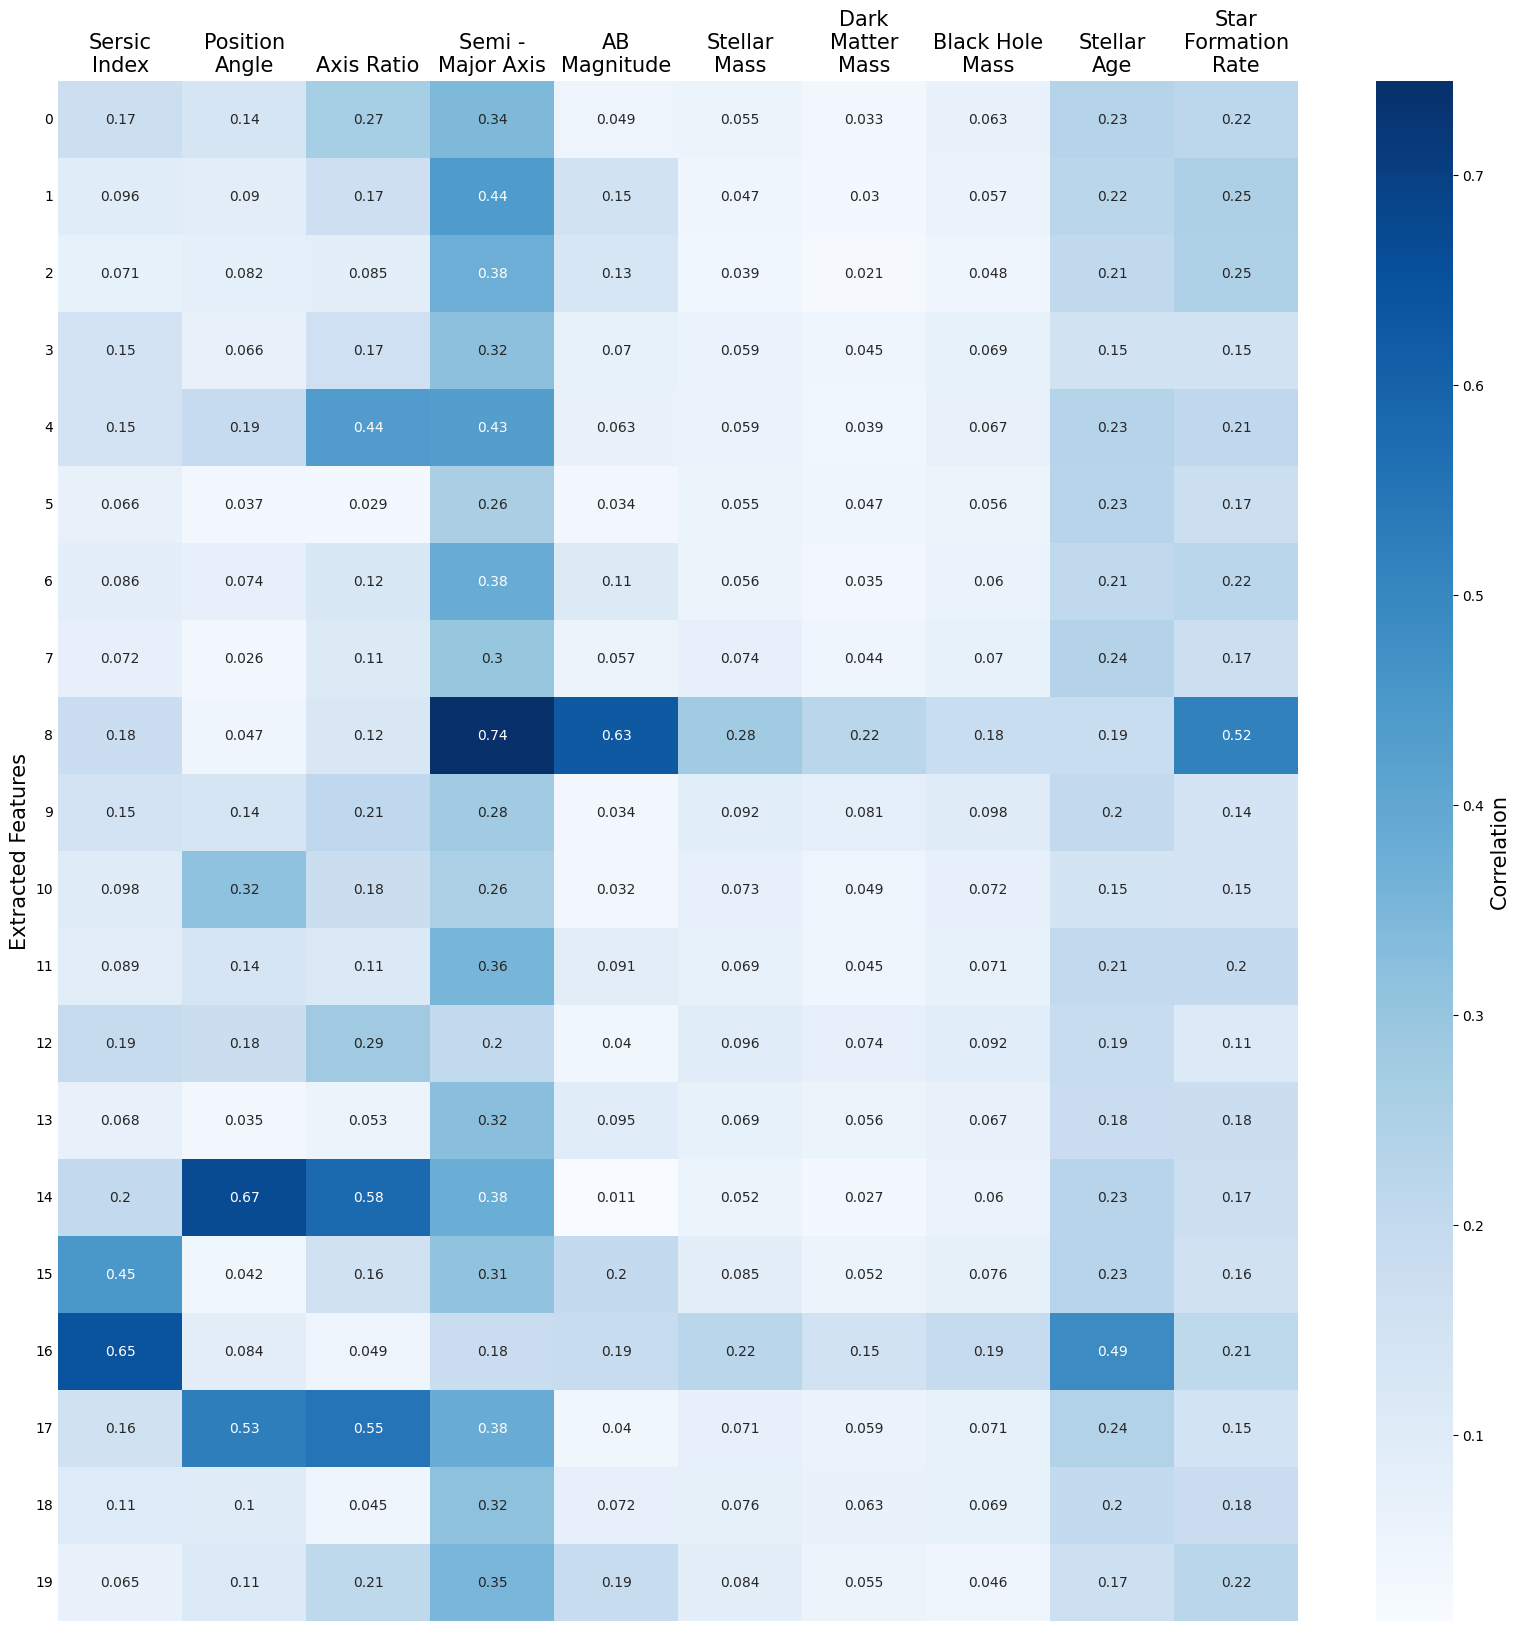 Sersic
Index
Position
Angle
Axis Ratio
Semi -
Major Axis
AB
Magnitude
Stellar
Mass
Dark
Matter
Mass
Black Hole
Mass
Stellar
Age
Star
Formation
Rate
0 0.17 0.14 0.27 0.34 0.049 0.055 0.033 0.063 0.23 0.22
1 0.096 0.09 0.17 0.44 0.15 0.047 0.03 0.057 0.22 0.25
2 0.071 0.082 0.085 0.38 0.13 0.039 0.021 0.048 0.21 0.25
3 0.15 0.066 0.17 0.32 0.07 0.059 0.045 0.069 0.15 0.15
4 0.15 0.19 0.44 0.43 0.063 0.059 0.039 0.067 0.23 0.21
5 0.066 0.037 0.029 0.26 0.034 0.055 0.047 0.056 0.23 0.17
6 0.086 0.074 0.12 0.38 0.11 0.056 0.035 0.06 0.21 0.22
7 0.072 0.026 0.11 0.3 0.057 0.074 0.044 0.07 0.24 0.17
8 0.18 0.047 0.12 0.74 0.63 0.28 0.22 0.18 0.19 0.52
9 0.15 0.14 0.21 0.28 0.034 0.092 0.081 0.098 0.2 0.14
10 0.098 0.32 0.18 0.26 0.032 0.073 0.049 0.072 0.15 0.15
11 0.089 0.14 0.11 0.36 0.091 0.069 0.045 0.071 0.21 0.2
12 0.19 0.18 0.29 0.2 0.04 0.096 0.074 0.092 0.19 0.11
13 0.068 0.035 0.053 0.32 0.095 0.069 0.056 0.067 0.18 0.18
14 0.2 0.67 0.58 0.38 0.011 0.052 0.027 0.06 0.23 0.17
15 0.45 0.042 0.16 0.31 0.2 0.085 0.052 0.076 0.23 0.16
16 0.65 0.084 0.049 0.18 0.19 0.22 0.15 0.19 0.49 0.21
17 0.16 0.53 0.55 0.38 0.04 0.071 0.059 0.071 0.24 0.15
18 0.11 0.1 0.045 0.32 0.072 0.076 0.063 0.069 0.2 0.18
19 0.065 0.11 0.21 0.35 0.19 0.084 0.055 0.046 0.17 0.22
Extracted Features
0.7
0.6
0.5
0.4
0.3
0.2
0.1
Correlation